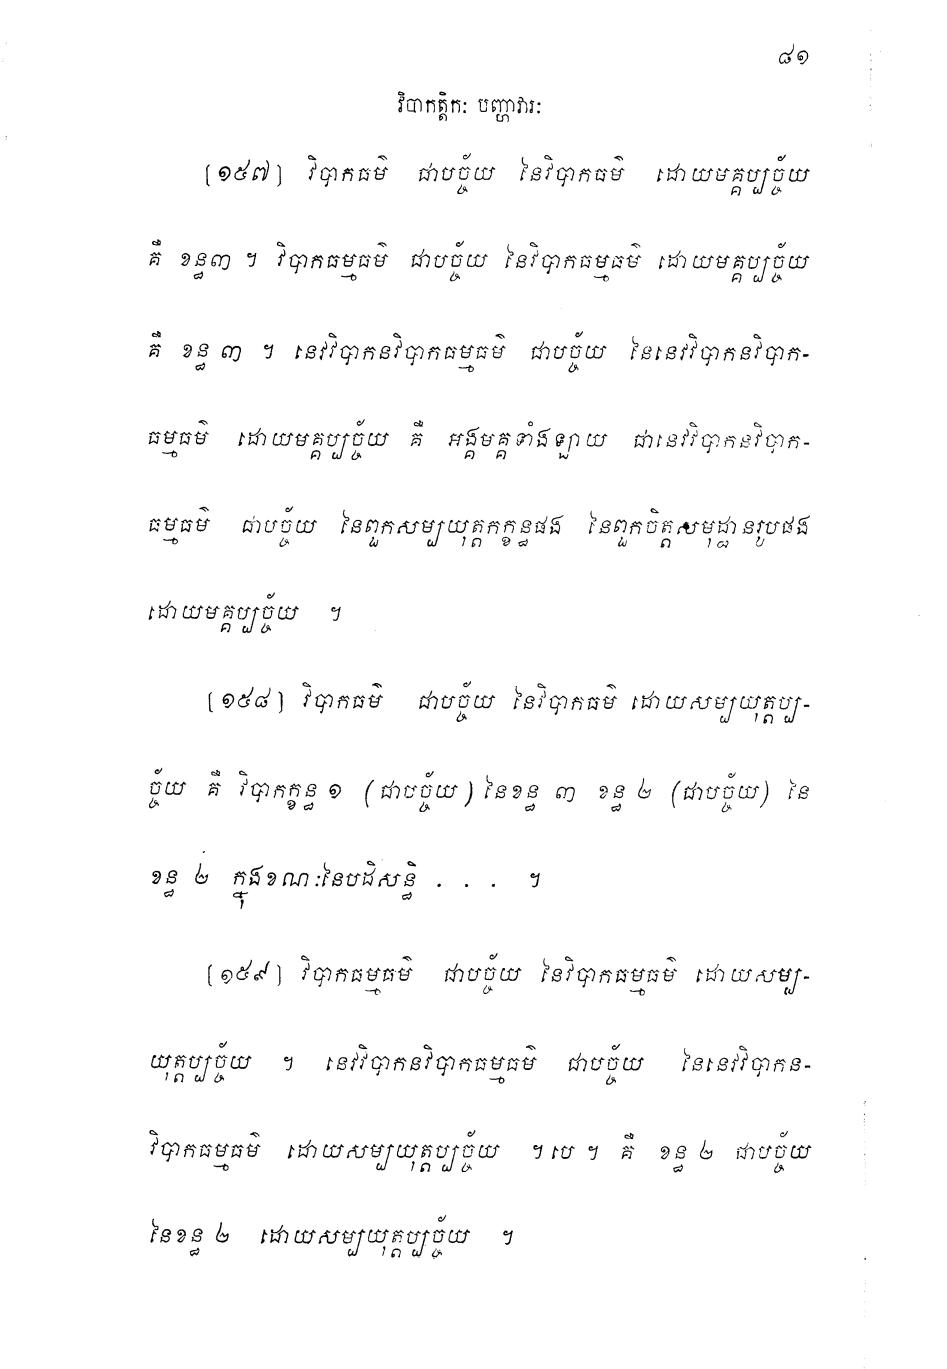 ៨១
វិបាកត្តិកៈ បញ្ហាវារៈ
[១៥៧] វិបាកធម៌ ជាបច្ច័យ នៃវិបាកធម៌ ដោយមគ្គប្បច្ច័យ
គឺ ខន្ធ៣ ។ វិបាកធម្មធម៌ ជាបច្ច័យ នៃវិបាកធម្មធម៌ ដោយមគ្គប្បច្ច័យ
គឺ ខន្ធ ៣ ។ នេវវិបាកនវិបាកធម្មធម៌ ជាបច្ច័យ នៃនេវវិបាកនវិបាក-
ធម្មធម៌ ដោយមគ្គប្បច្ច័យ គឺ អង្គមគ្គទាំងឡាយ ជានេវវិបាកនវិបាក-
ធម្មធម៌ ជាបច្ច័យ នៃពួកសម្បយុត្តកក្ខន្ធផង នៃពួកចិត្តសមុដ្ឋានរូបផង
ដោយមគ្គប្បច្ច័យ ។
[១៥៨] វិបាកធម៌ ជាបច្ច័យ នៃវិបាកធម៌ ដោយសម្បយុត្តប្ប-
ច្ច័យ គឺ វិបាកក្ខន្ធ ១ (ជាបច្ច័យ) នៃខន្ធ ៣ ខន្ធ ២ (ជាបច្ច័យ) នៃ
ខន្ធ ២ ក្នុងខណៈនៃបដិសន្ធិ . . . ។
[១៥៩] វិបាកធម្មធម៌ ជាបច្ច័យ នៃវិបាកធម្មធម៌ ដោយសម្ប-
យុត្តប្បច្ច័យ ។ នេវវិបាកនវិបាកធម្មធម៌ ជាបច្ច័យ នៃនេវវិបាកន-
វិបាកធម្មធម៌ ដោយសម្បយុត្តប្បច្ច័យ ។បេ។ គឺ ខន្ធ ២ ជាបច្ច័យ
នៃខន្ធ ២ ដោយសម្បយុត្តប្បច្ច័យ ។